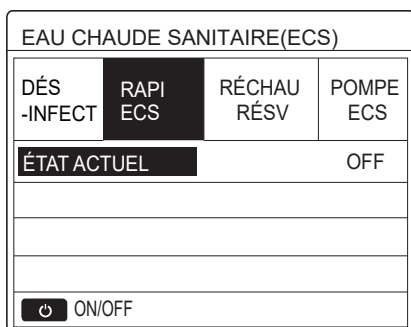 EAU CHAUDE SANITAIRE(ECS)
DÉS
-INFECT
RAPI
ECS
RÉCHAU
RÉSV
POMPE
ECS
ÉTAT ACTUEL OFF
ON/OFF